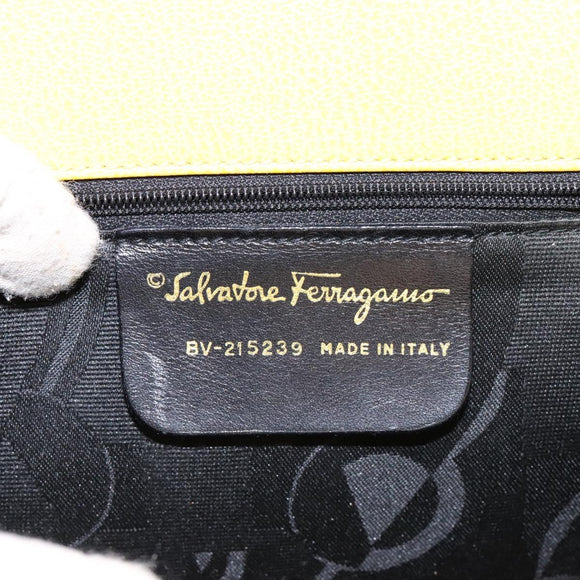 ©Salvatore Ferragamo
BV-215239 MADE IN ITALY